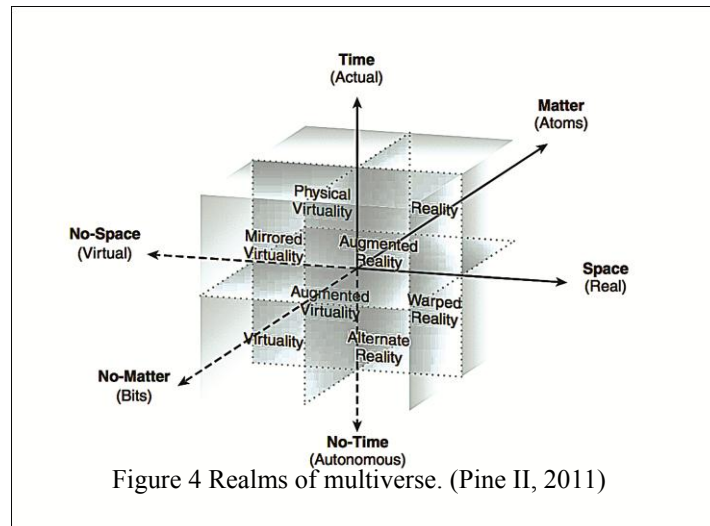 Time
(Actual)
Matter
(Atoms)
Physical
Virtuality
Reality
No-Space
(Virtual)
Mirrored
Virtuality
Augmented
Reality
Space
(Real)
Augmented
Virtuality
Warped
Reality
Virtuality
Alternate
Reality
No-Matter
(Bits)
No-Time
(Autonomous)
Figure 4 Realms of multiverse. (Pine II, 2011)